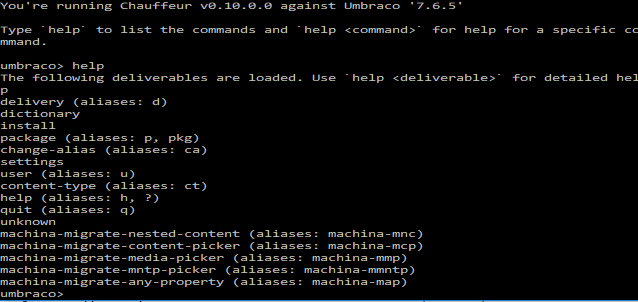 You're running Chauffeur v0.10.0.0 against Umbraco '7.6.5'
Type `help` to list the commands and `help <command>` for help for a specific co
mmand.
umbraco> help
The following deliverables are loaded. Use `help <deliverable>` for detailed hel
p
delivery (aliases: d)
dictionary
install
package (aliases: p, pkg)
change-alias (aliases: ca)
settings
user (aliases: u)
content-type (aliases: ct)
help (aliases: h, ?)
quit (aliases: q)
unknown
machina-migrate-nested-content (aliases: machina-mnc)
machina-migrate-content-picker (aliases: machina-mcp)
machina-migrate-media-picker (aliases: machina-mmp)
machina-migrate-mntp-picker (aliases: machina-mmntp)
machina-migrate-any-property (aliases: machina-map)
umbraco>